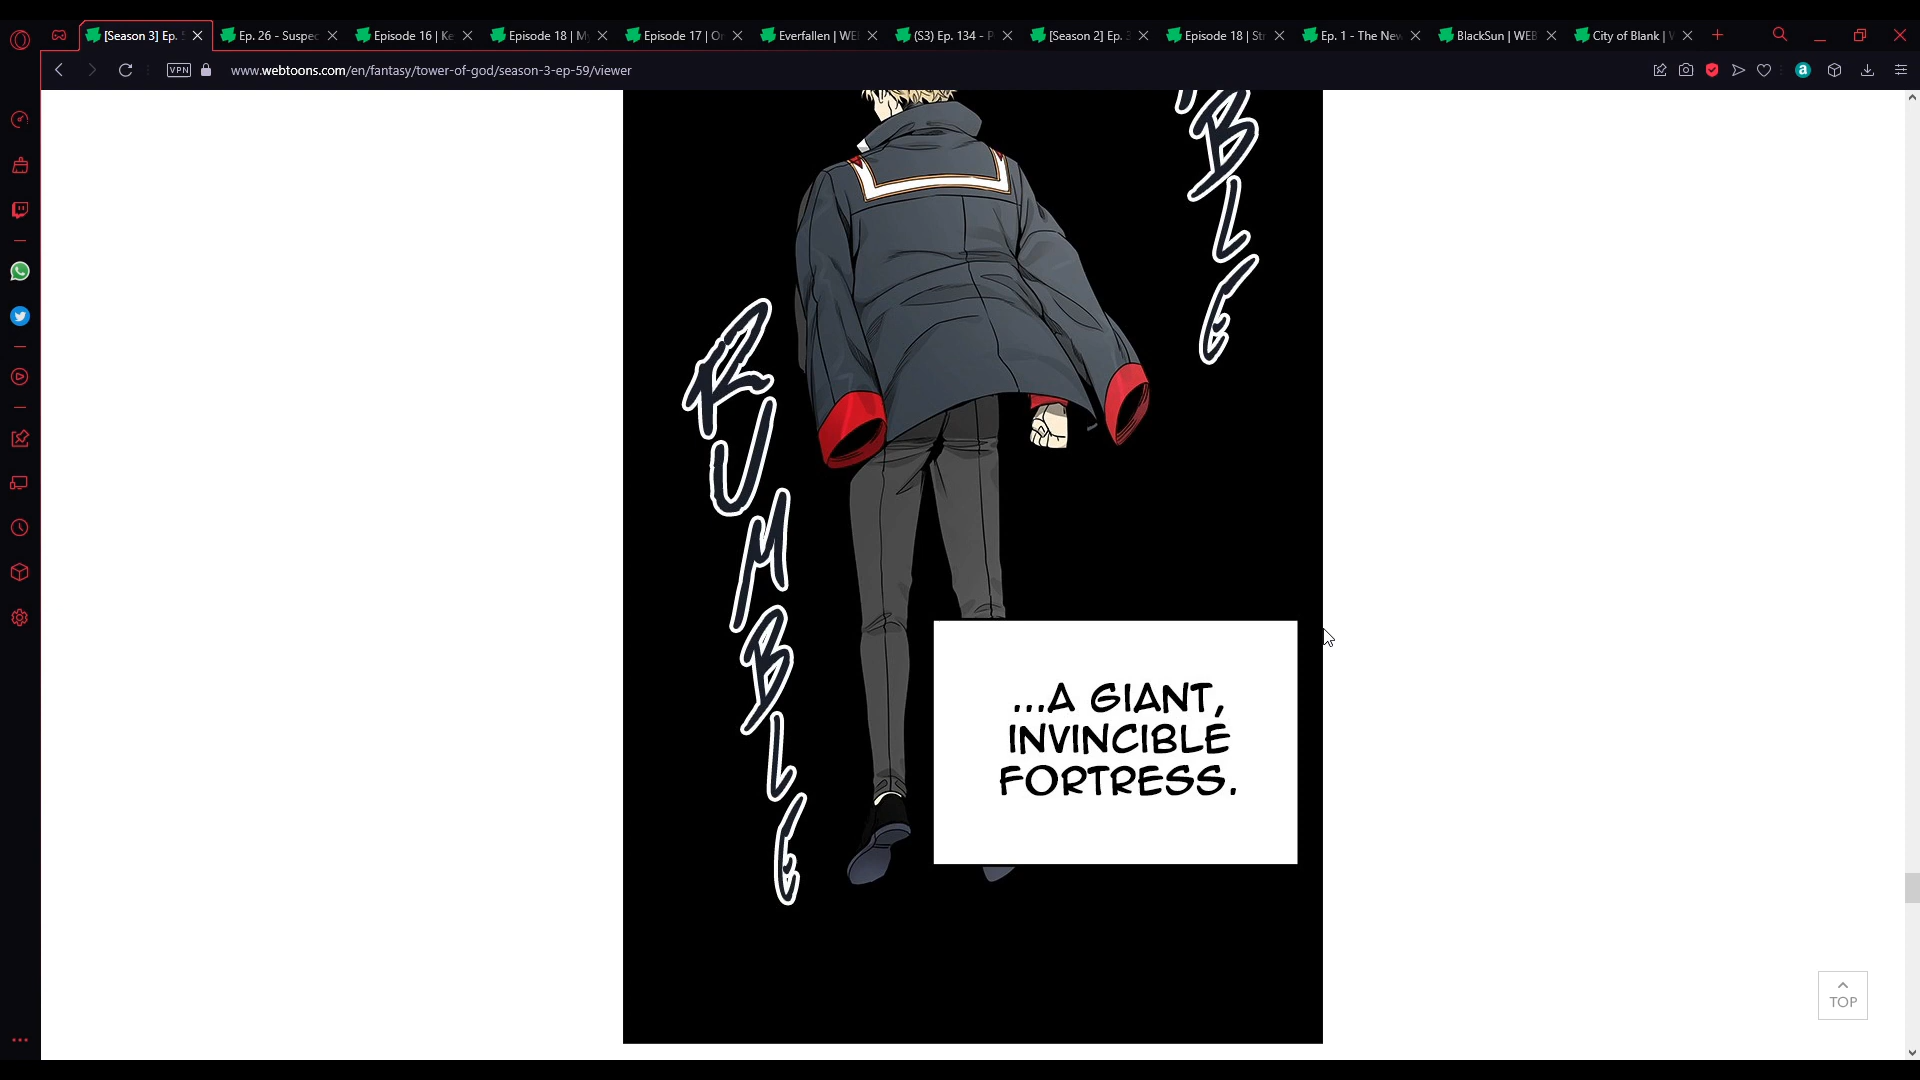 [Season 3] Ep.
Ep. 26 - Suspec
Episode 16 | Ke
Episode 18 | M
Episode 17 | Or
Everfallen | WE
(S3) Ep. 134 - P
[Season 2] Ep.
Episode 18 | St
Ep. 1 - The Nev
BlackSun | WEB
City of Blank |
VPN
www.webtoons.com/en/fantasy/tower-of-god/season-3-ep-59/viewer
BLE
RUMBLE
...A GIANT,
INVINCIBLE
FORTRESS.
TOP